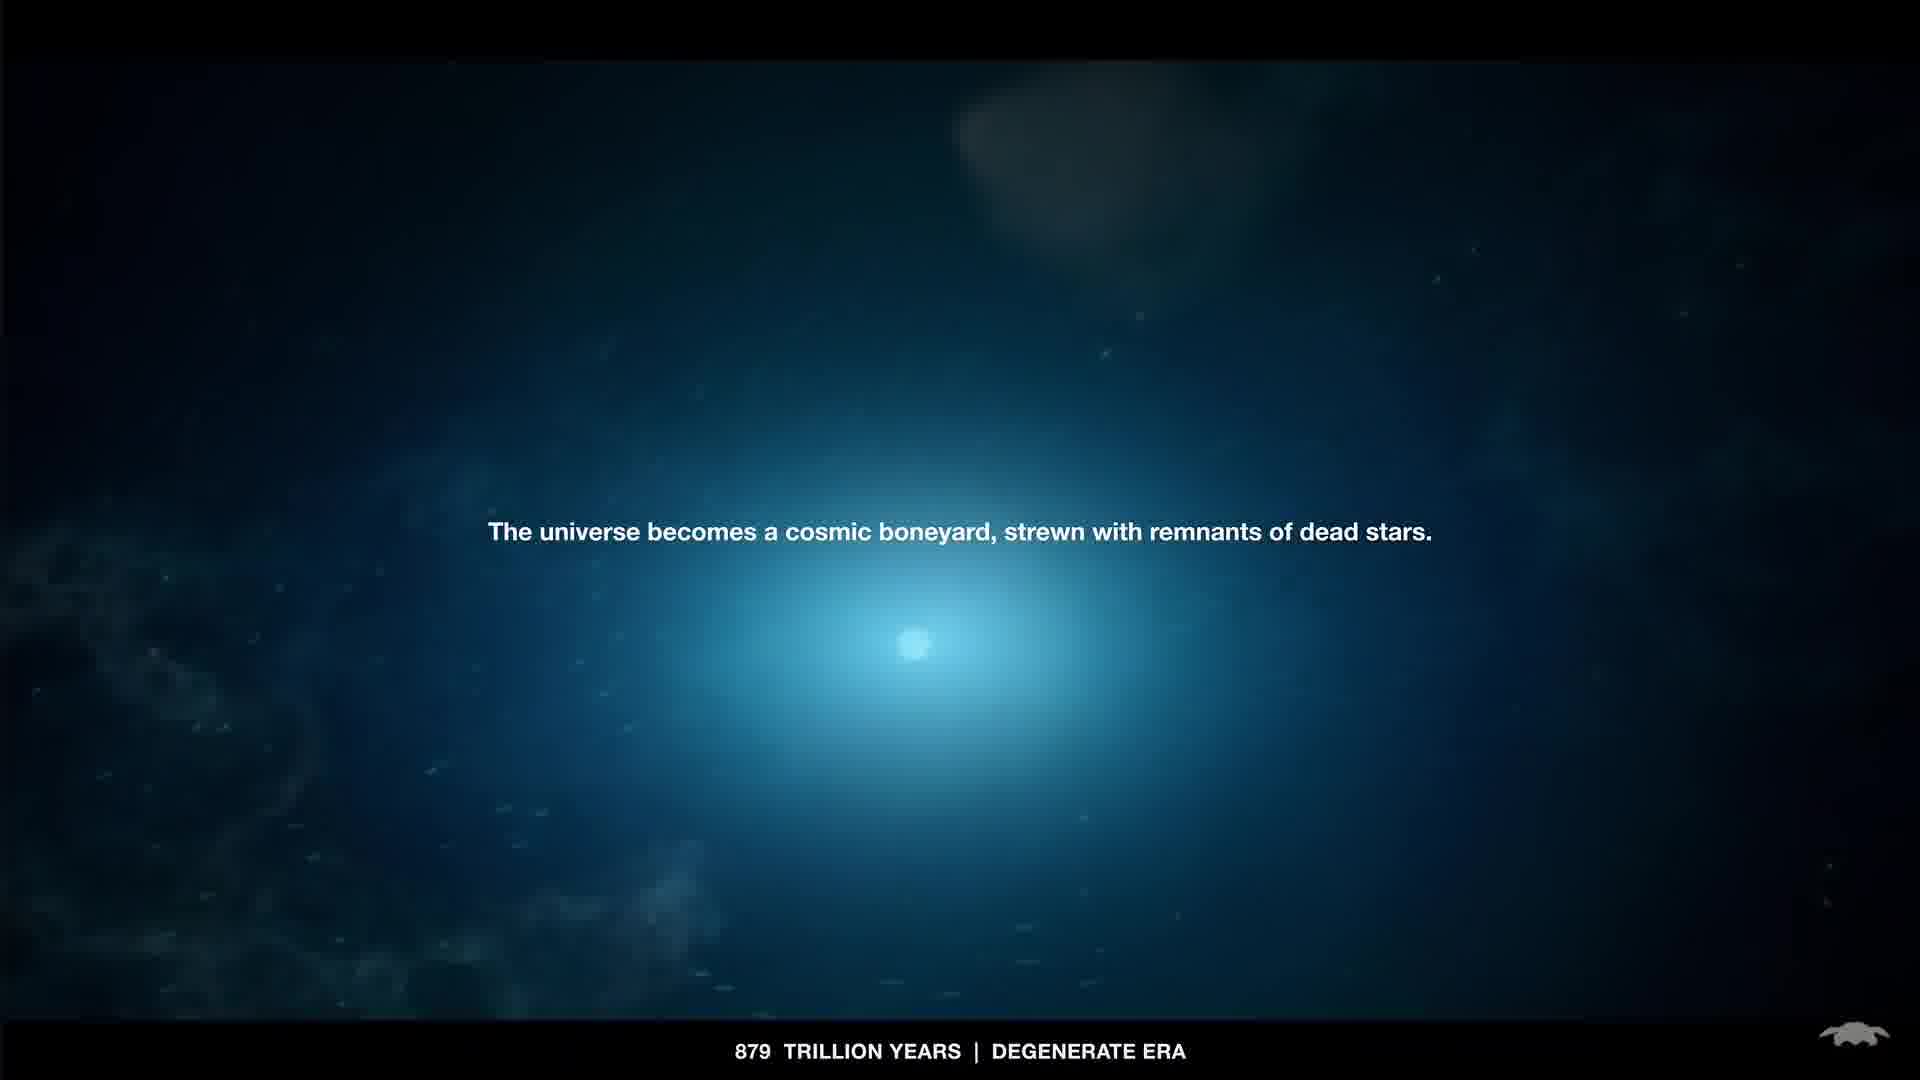 The universe becomes a cosmic boneyard, strewn with remnants of dead stars.
879 TRILLION YEARS | DEGENERATE ERA